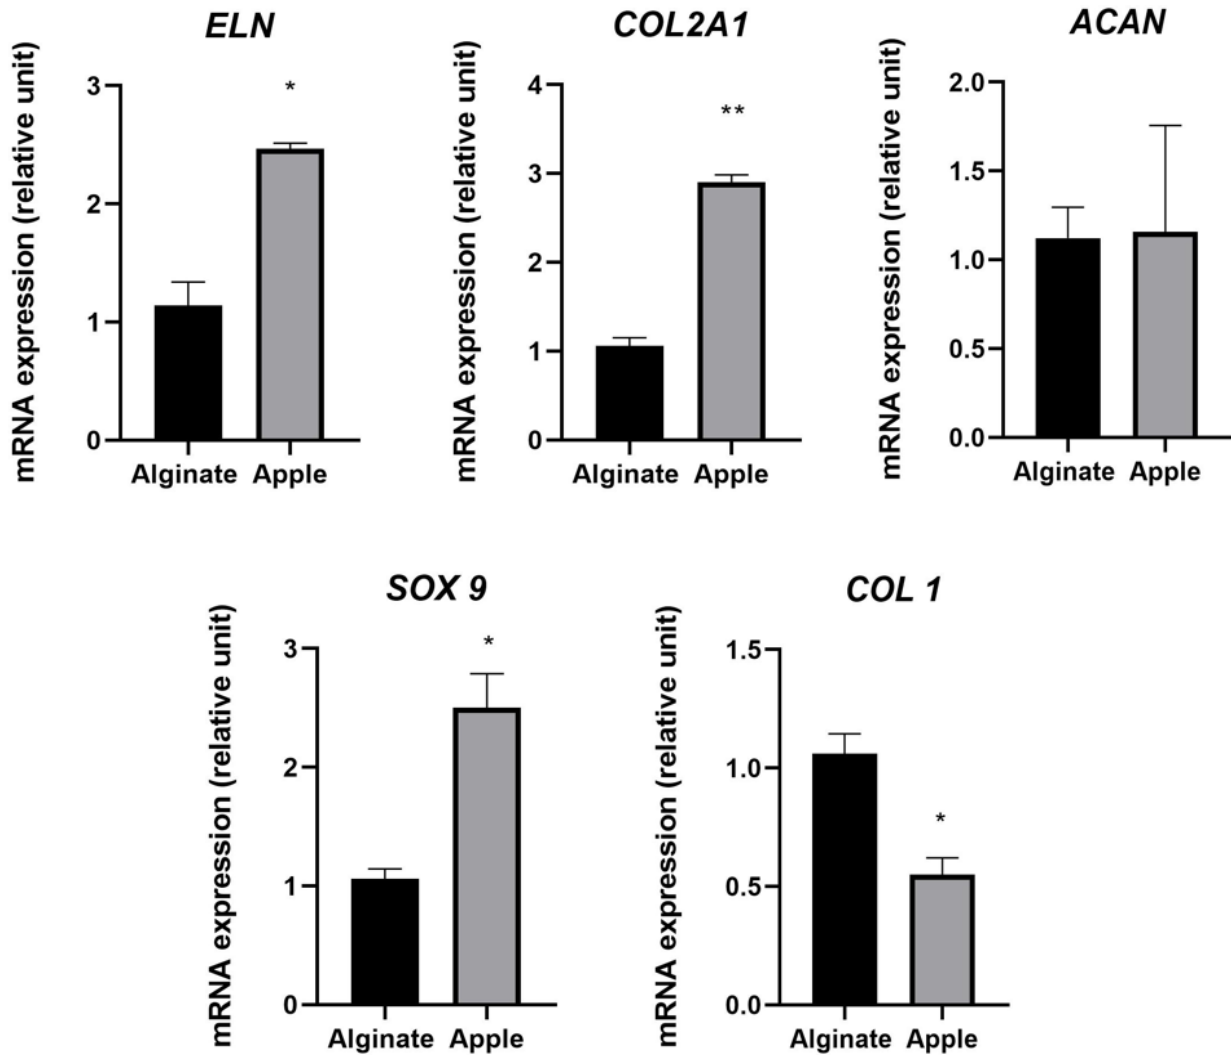 ELN
mRNA expression (relative unit)
3
*
2
1
0
Alginate Apple
COL2A1
mRNA expression (relative unit)
4
**
3
2
1
0
Alginate Apple
ACAN
mRNA expression (relative unit)
2.0
1.5
1.0
0.5
0.0
Alginate Apple
SOX 9
mRNA expression (relative unit)
3
*
2
1
0
Alginate Apple
COL 1
mRNA expression (relative unit)
1.5
1.0
*
0.5
0.0
Alginate Apple